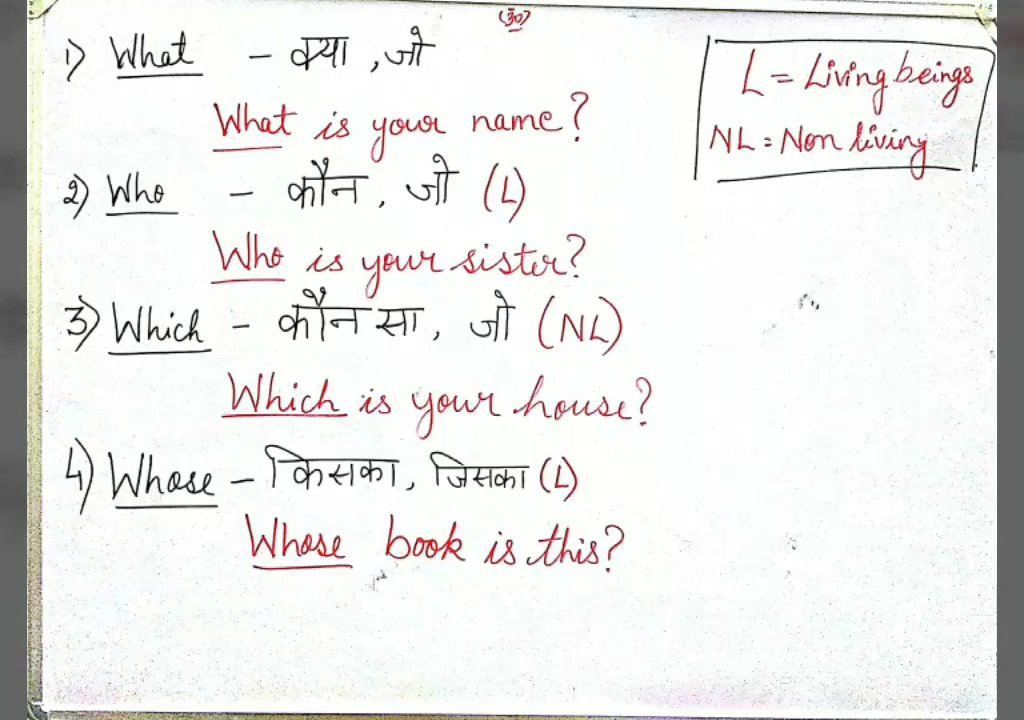 (30)
1) What - क्या, जो
What is your name?
2) Who - कौन, जो (L)
Who is your sister?
3) Which - कौन सा, जो (NL)
Which is your house?
4) Whose - किसका, जिसका (L)
Whose book is this?
L = Living beings
NL = Non living